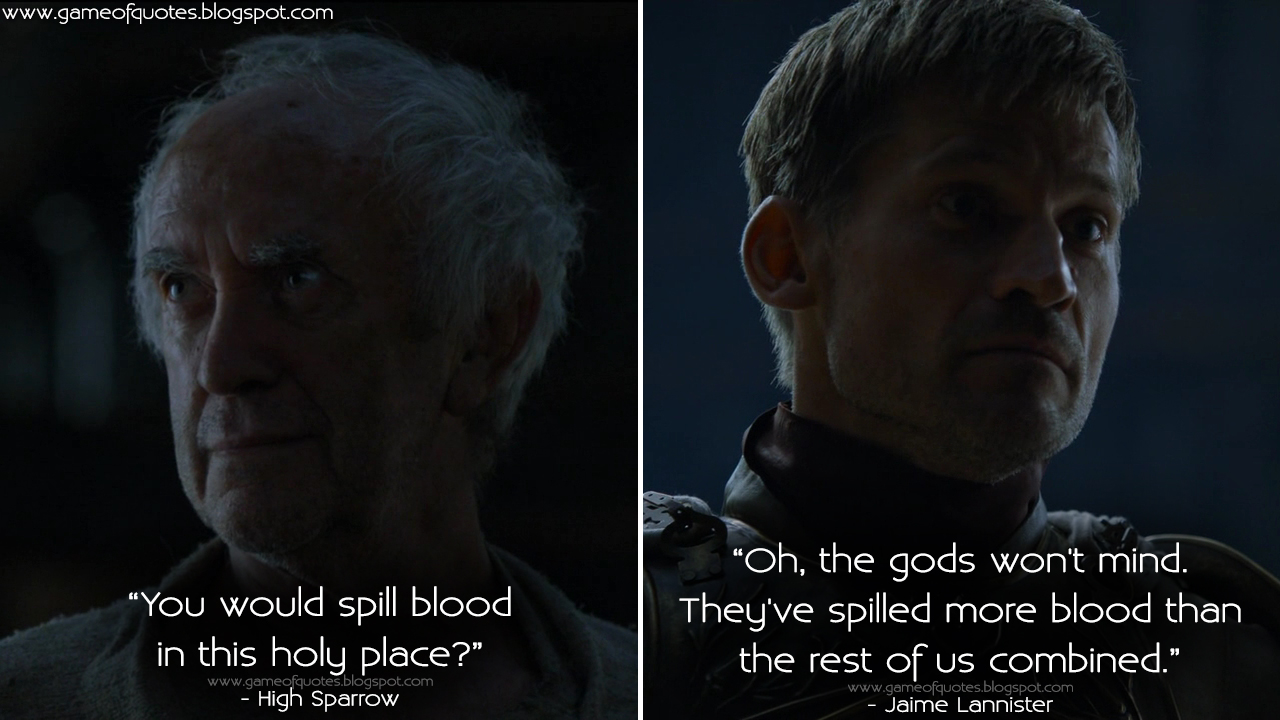 www.gameofquotes.blogspot.com
“You would spill blood
in this holy place?”
www.gameofquotes.blogspot.com
- High Sparrow
“Oh, the gods won't mind.
They've spilled more blood than
the rest of us combined.”
www.gameofquotes.blogspot.com
- Jaime Lannister